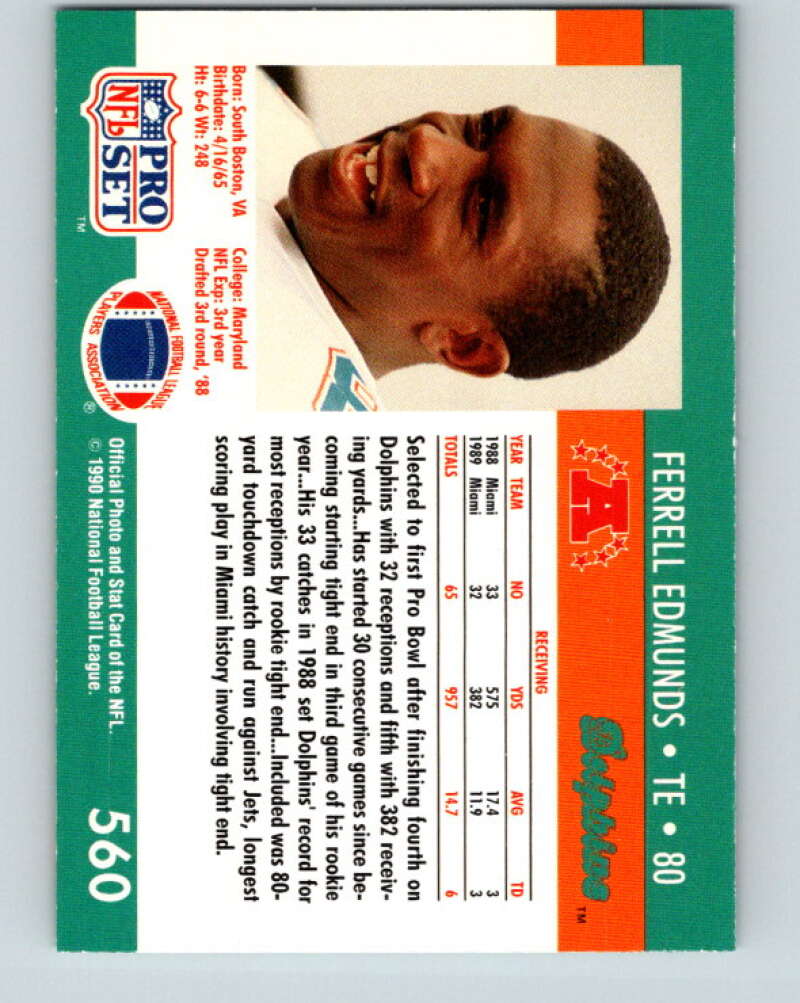 FERRELL EDMUNDS • TE • 80
A
Dolphins
TM
RECEIVING
YEAR TEAM NO YDS AVG TD
1988 Miami 33 575 17.4 3
1989 Miami 32 382 11.9 3
TOTALS 65 957 14.7 6
Selected to first Pro Bowl after finishing fourth on
Dolphins with 32 receptions and fifth with 382 receiv-
ing yards...Has started 30 consecutive games since be-
coming starting tight end in third game of his rookie
year...His 33 catches in 1988 set Dolphins' record for
most receptions by rookie tight end...Included was 80-
yard touchdown catch and run against Jets, longest
scoring play in Miami history involving tight end.
Born: South Boston, VA
Birthdate: 4/16/65
Ht: 6-6 Wt: 248
College: Maryland
NFL Exp: 3rd year
Drafted 3rd round, '88
PRO
NFL SET
TM
NATIONAL FOOTBALL LEAGUE
PLAYERS ASSOCIATION
®
Official Photo and Stat Card of the NFL.
© 1990 National Football League.
560